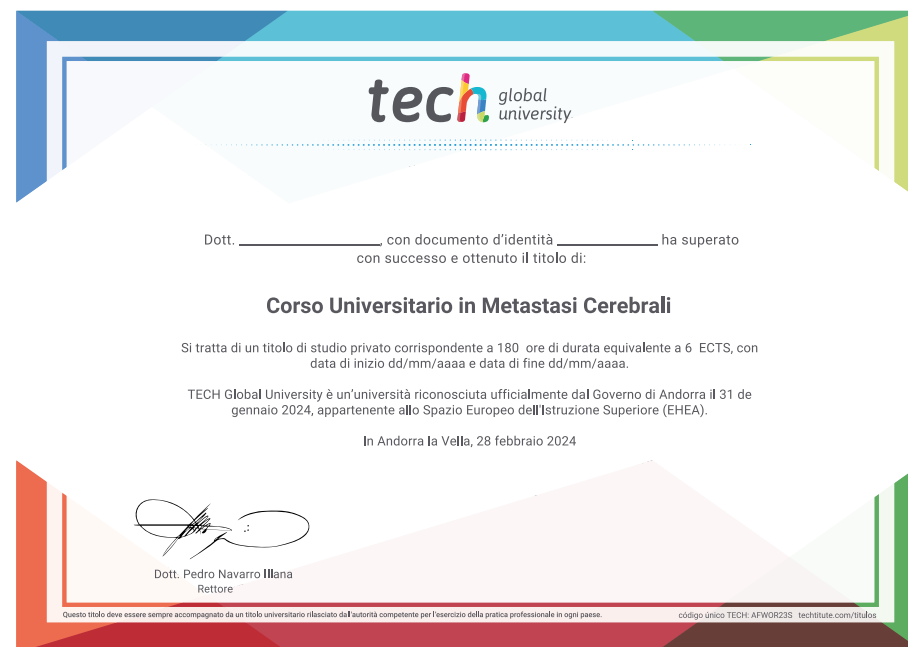 tech global university
Dott. ____________, con documento d'identità ____________ ha superato
con successo e ottenuto il titolo di:
Corso Universitario in Metastasi Cerebrali
Si tratta di un titolo di studio privato corrispondente a 180 ore di durata equivalente a 6 ECTS, con
data di inizio dd/mm/aaaa e data di fine dd/mm/aaaa.
TECH Global University è un'università riconosciuta ufficialmente dal Governo di Andorra il 31 de
gennaio 2024, appartenente allo Spazio Europeo dell'Istruzione Superiore (EHEA).
In Andorra la Vella, 28 febbraio 2024
Dott. Pedro Navarro Illana
Rettore
Questo titolo deve essere sempre accompagnato da un titolo universitario rilasciato dall'autorità competente per l'esercizio della pratica professionale in ogni paese.
código único TECH: AFWOR23S techtitute.com/titulos